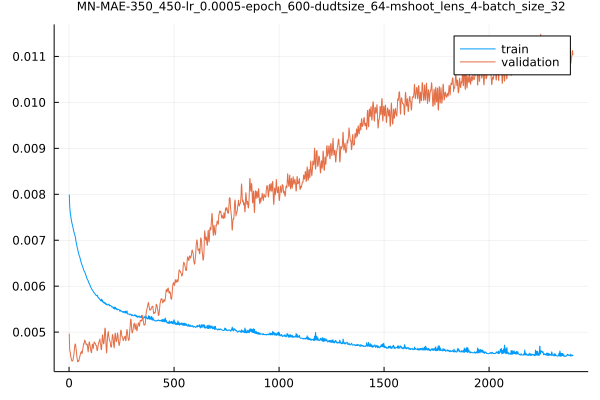 MN-MAE-350_450-lr_0.0005-epoch_600-dudtsize_64-mshoot_lens_4-batch_size_32
train
validation
0.011
0.010
0.009
0.008
0.007
0.006
0.005
0 500 1000 1500 2000